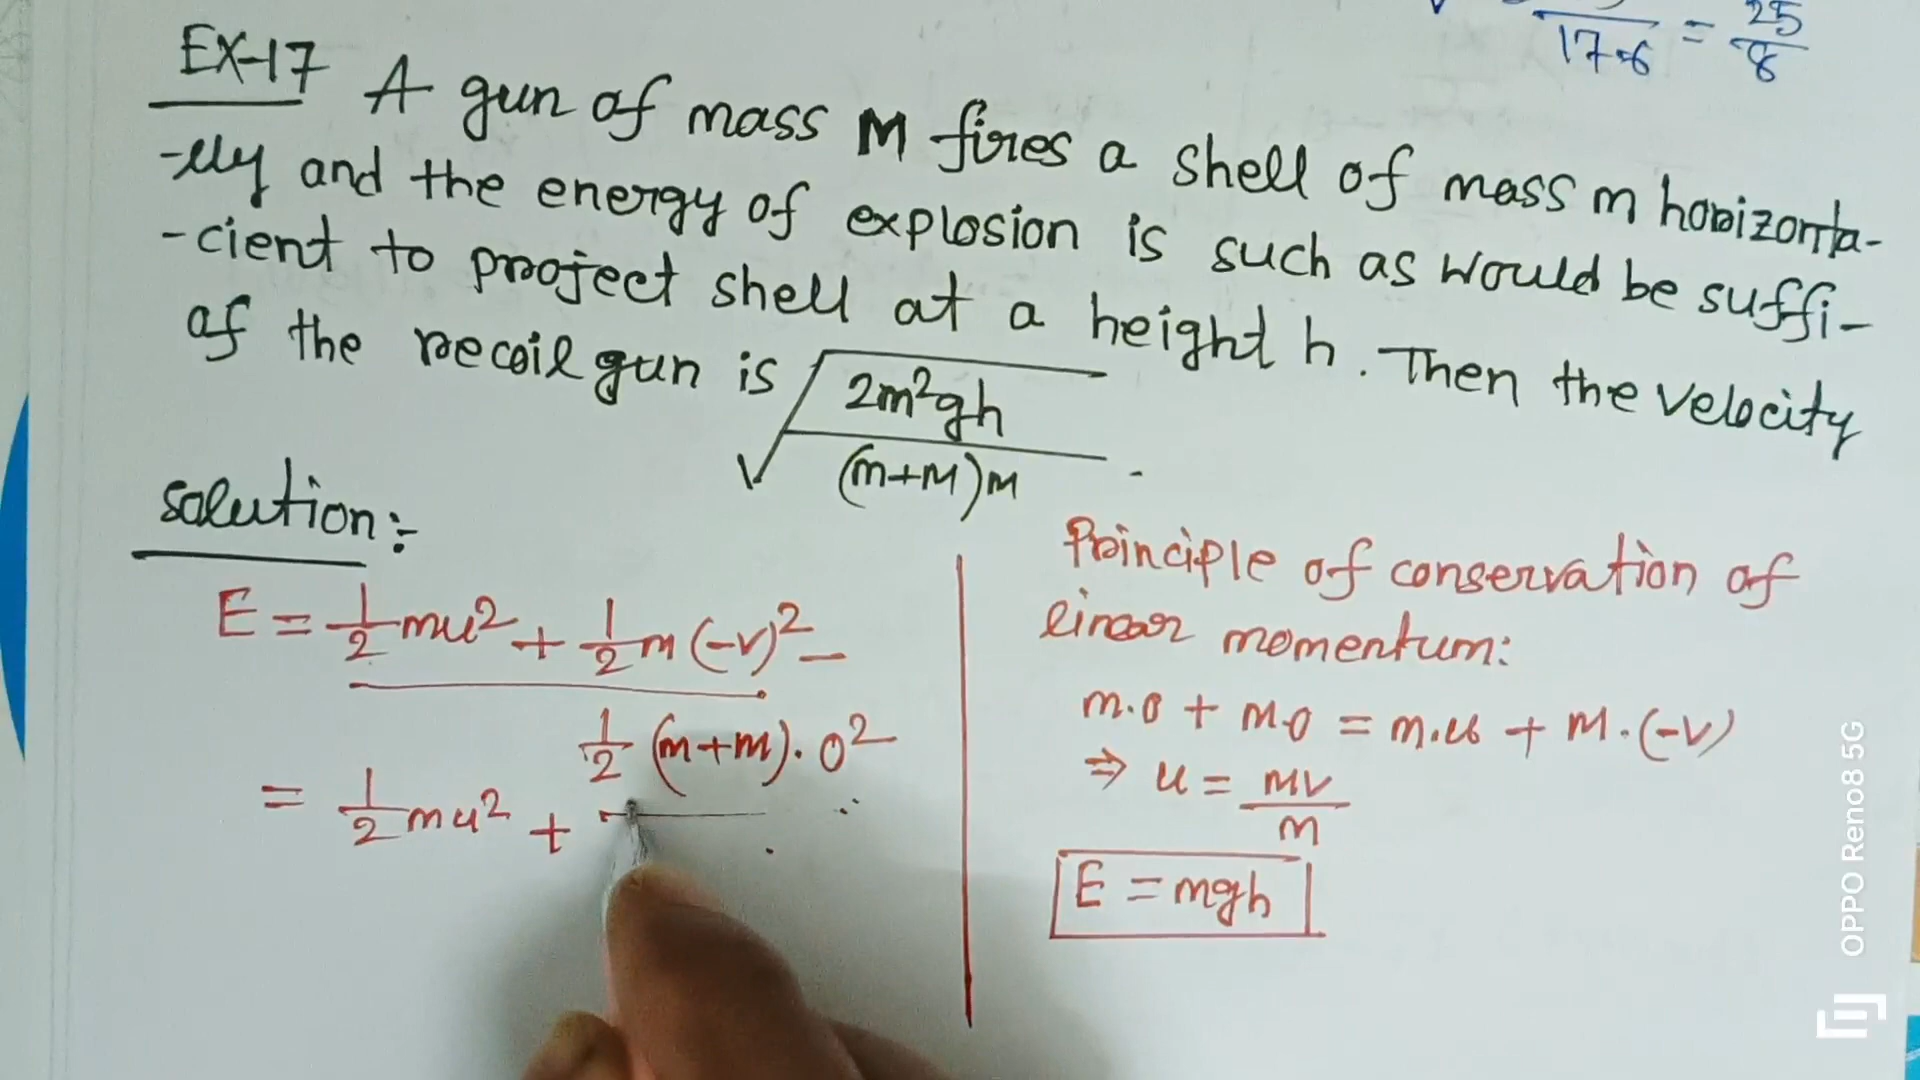 17.6 = 25/8
EX-17 A gun of mass M fires a shell of mass m horizonta-
-lly and the energy of explosion is such as would be suffi-
-cient to project shell at a height h. Then the velocity
of the recoil gun is √(2m²gh / (m+M)M).
Solution:-
E = 1/2 mu² + 1/2 m (-v)² -
1/2 (m+m). 0²
= 1/2 mu² +
Principle of conservation of
linear momentum:
m.0 + M.0 = m.u + M.(-v)
⇒ u = Mv/m
E = mgh
OPPO Reno8 5G